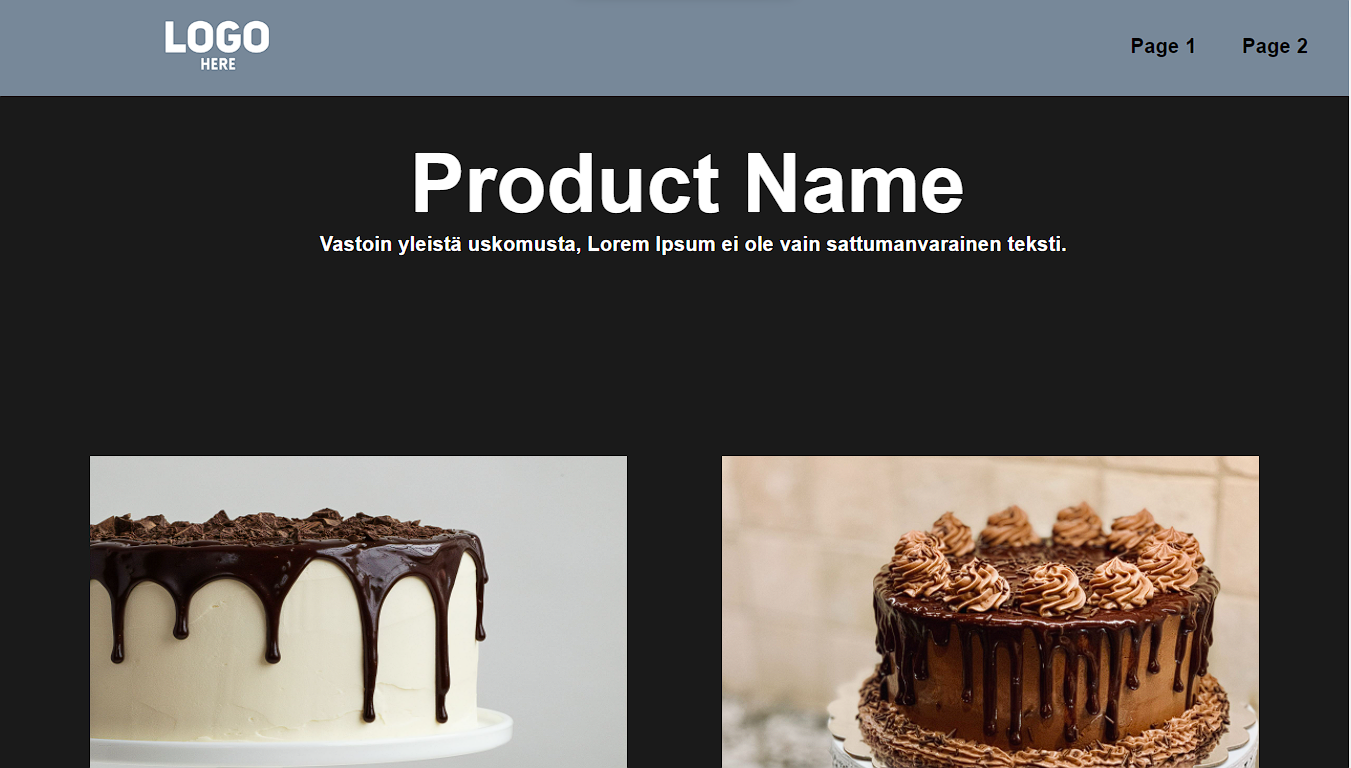 LOGO
HERE
Page 1
Page 2
Product Name
Vastoin yleistä uskomusta, Lorem Ipsum ei ole vain sattumanvarainen teksti.